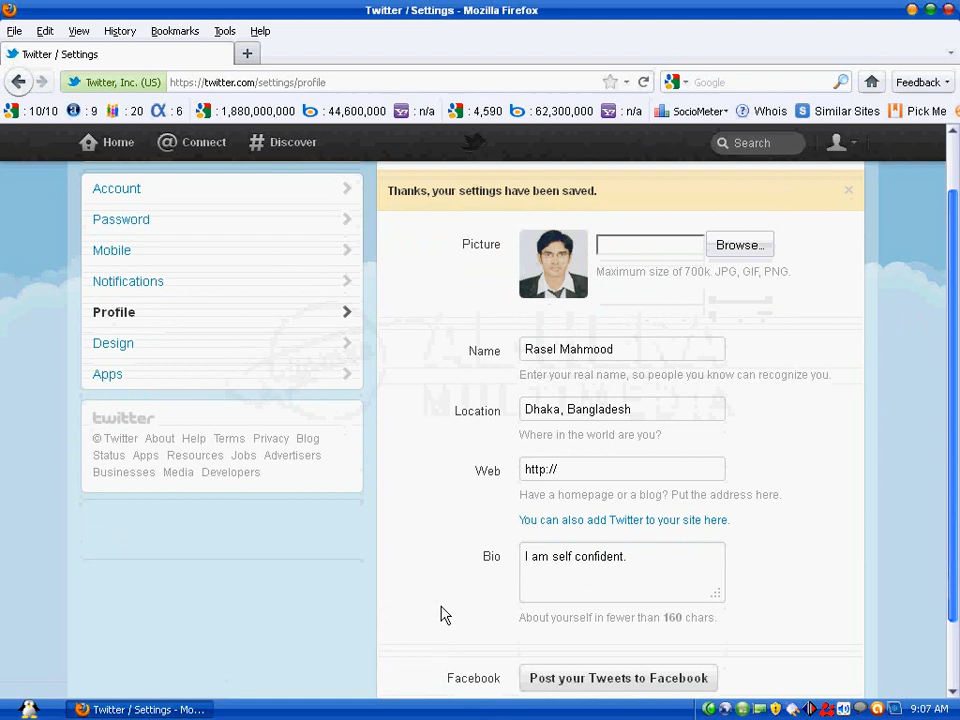 Twitter / Settings - Mozilla Firefox
File Edit View History Bookmarks Tools Help
Twitter / Settings
Twitter, Inc. (US) https://twitter.com/settings/profile Google Feedback
: 10/10 : 9 : 20 : 6 : 1,880,000,000 : 44,600,000 : n/a : 4,590 : 62,300,000 : n/a SocioMeter Whois Similar Sites Pick Me
Home @ Connect # Discover Search
Account
Password
Mobile
Notifications
Profile
Design
Apps
twitter
© Twitter About Help Terms Privacy Blog
Status Apps Resources Jobs Advertisers
Businesses Media Developers
Thanks, your settings have been saved. ×
Picture Browse...
Maximum size of 700k. JPG, GIF, PNG.
Name Rasel Mahmood
Enter your real name, so people you know can recognize you.
Location Dhaka, Bangladesh
Where in the world are you?
Web http://
Have a homepage or a blog? Put the address here.
You can also add Twitter to your site here.
Bio I am self confident.
About yourself in fewer than 160 chars.
Facebook Post your Tweets to Facebook
MULTIMEDIA
Twitter / Settings - Mo... 9:07 AM